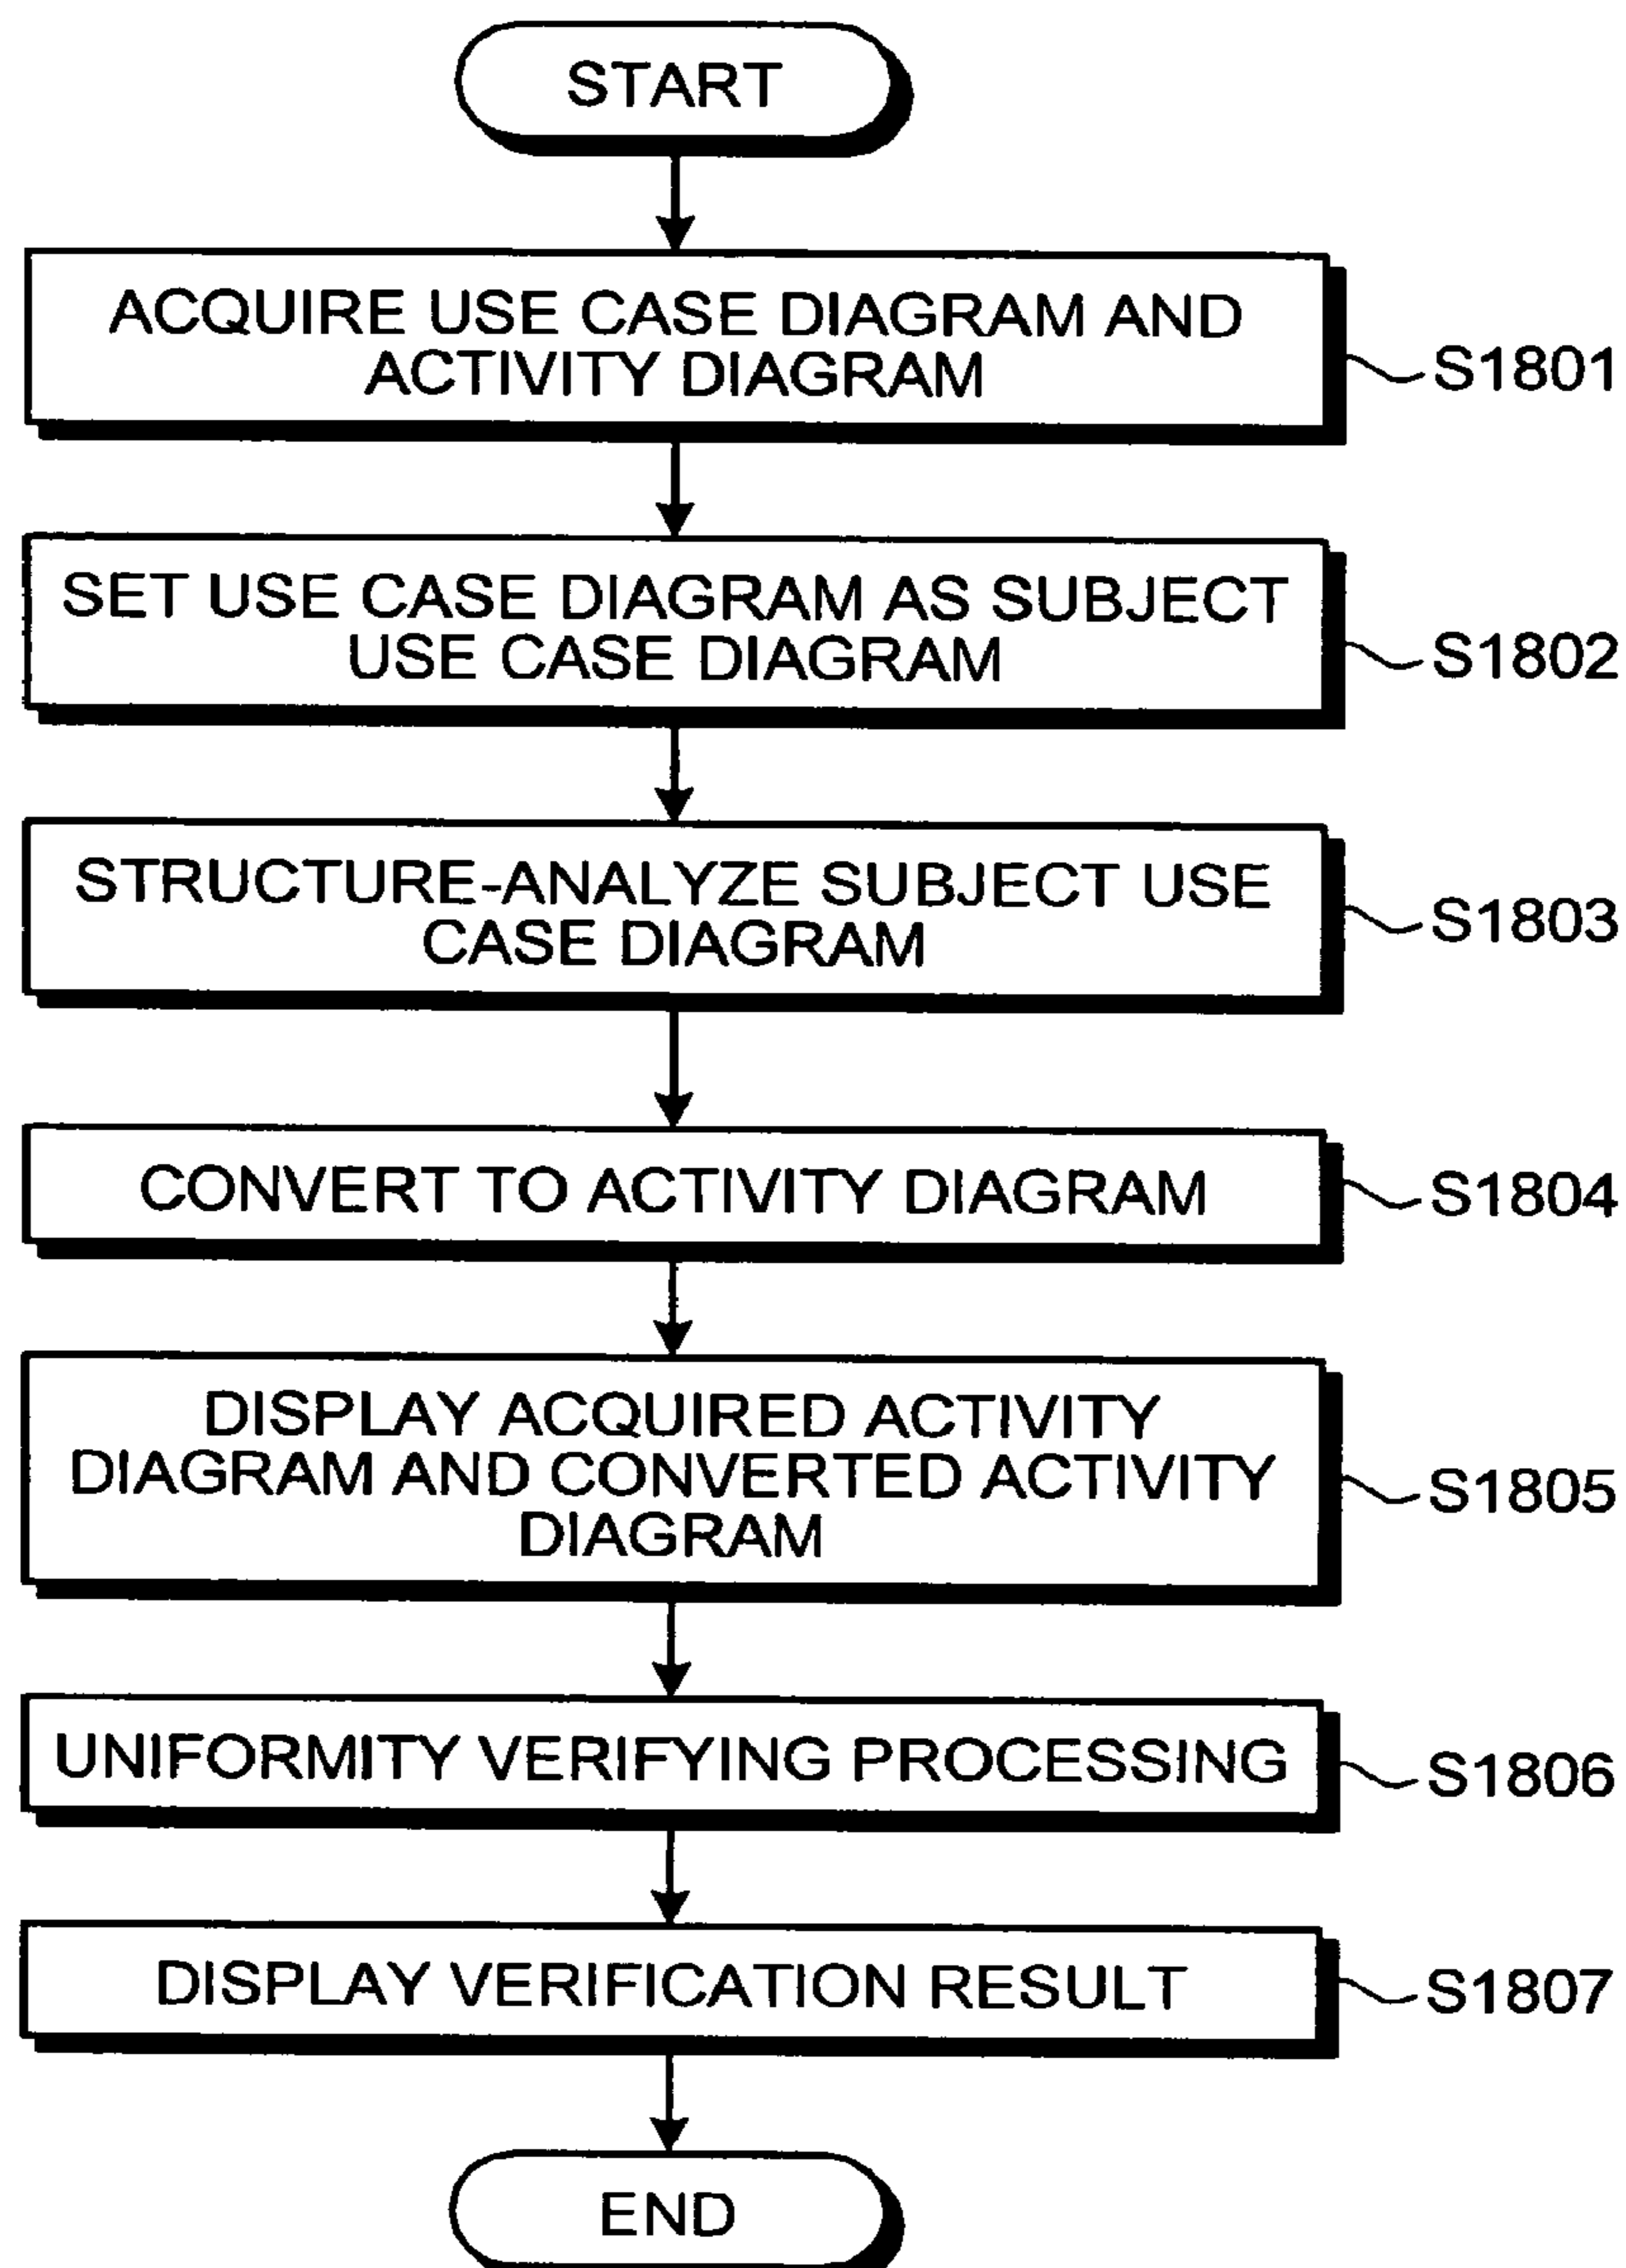 START
ACQUIRE USE CASE DIAGRAM AND
ACTIVITY DIAGRAM
S1801
SET USE CASE DIAGRAM AS SUBJECT
USE CASE DIAGRAM
S1802
STRUCTURE-ANALYZE SUBJECT USE
CASE DIAGRAM
S1803
CONVERT TO ACTIVITY DIAGRAM
S1804
DISPLAY ACQUIRED ACTIVITY
DIAGRAM AND CONVERTED ACTIVITY
DIAGRAM
S1805
UNIFORMITY VERIFYING PROCESSING
S1806
DISPLAY VERIFICATION RESULT
S1807
END